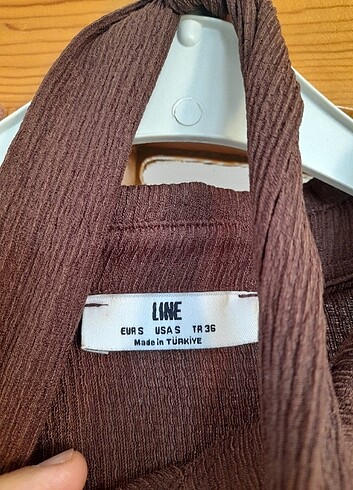 LINE
EUR S USA S TR 36
Made in TÜRKİYE